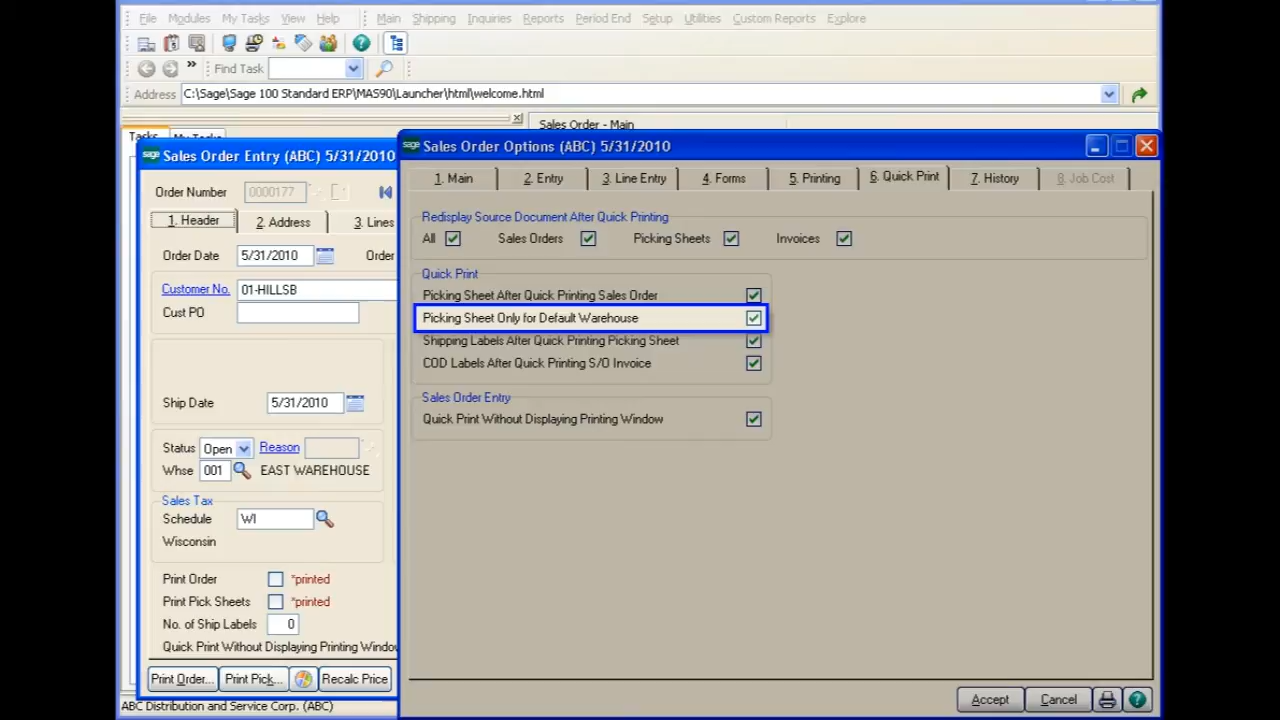 File Modules My Tasks View Help Main Shipping Inquiries Reports Period End Setup Utilities Custom Reports Explore
» Find Task
Address C:\Sage\Sage 100 Standard ERP\MAS90\Launcher\html\welcome.html
Sales Order - Main
Tasks My Tasks
sage Sales Order Entry (ABC) 5/31/2010
Order Number 0000177
1. Header 2. Address 3. Lines
Order Date 5/31/2010 Order
Customer No. 01-HILLSB
Cust PO
Ship Date 5/31/2010
Status Open Reason
Whse 001 EAST WAREHOUSE
Sales Tax
Schedule WI
Wisconsin
Print Order *printed
Print Pick Sheets *printed
No. of Ship Labels 0
Quick Print Without Displaying Printing Windo
Print Order... Print Pick... Recalc Price
ABC Distribution and Service Corp. (ABC)
sage Sales Order Options (ABC) 5/31/2010
1. Main 2. Entry 3. Line Entry 4. Forms 5. Printing 6. Quick Print 7. History 8. Job Cost
Redisplay Source Document After Quick Printing
All Sales Orders Picking Sheets Invoices
Quick Print
Picking Sheet After Quick Printing Sales Order
Picking Sheet Only for Default Warehouse
Shipping Labels After Quick Printing Picking Sheet
COD Labels After Quick Printing S/O Invoice
Sales Order Entry
Quick Print Without Displaying Printing Window
Accept Cancel